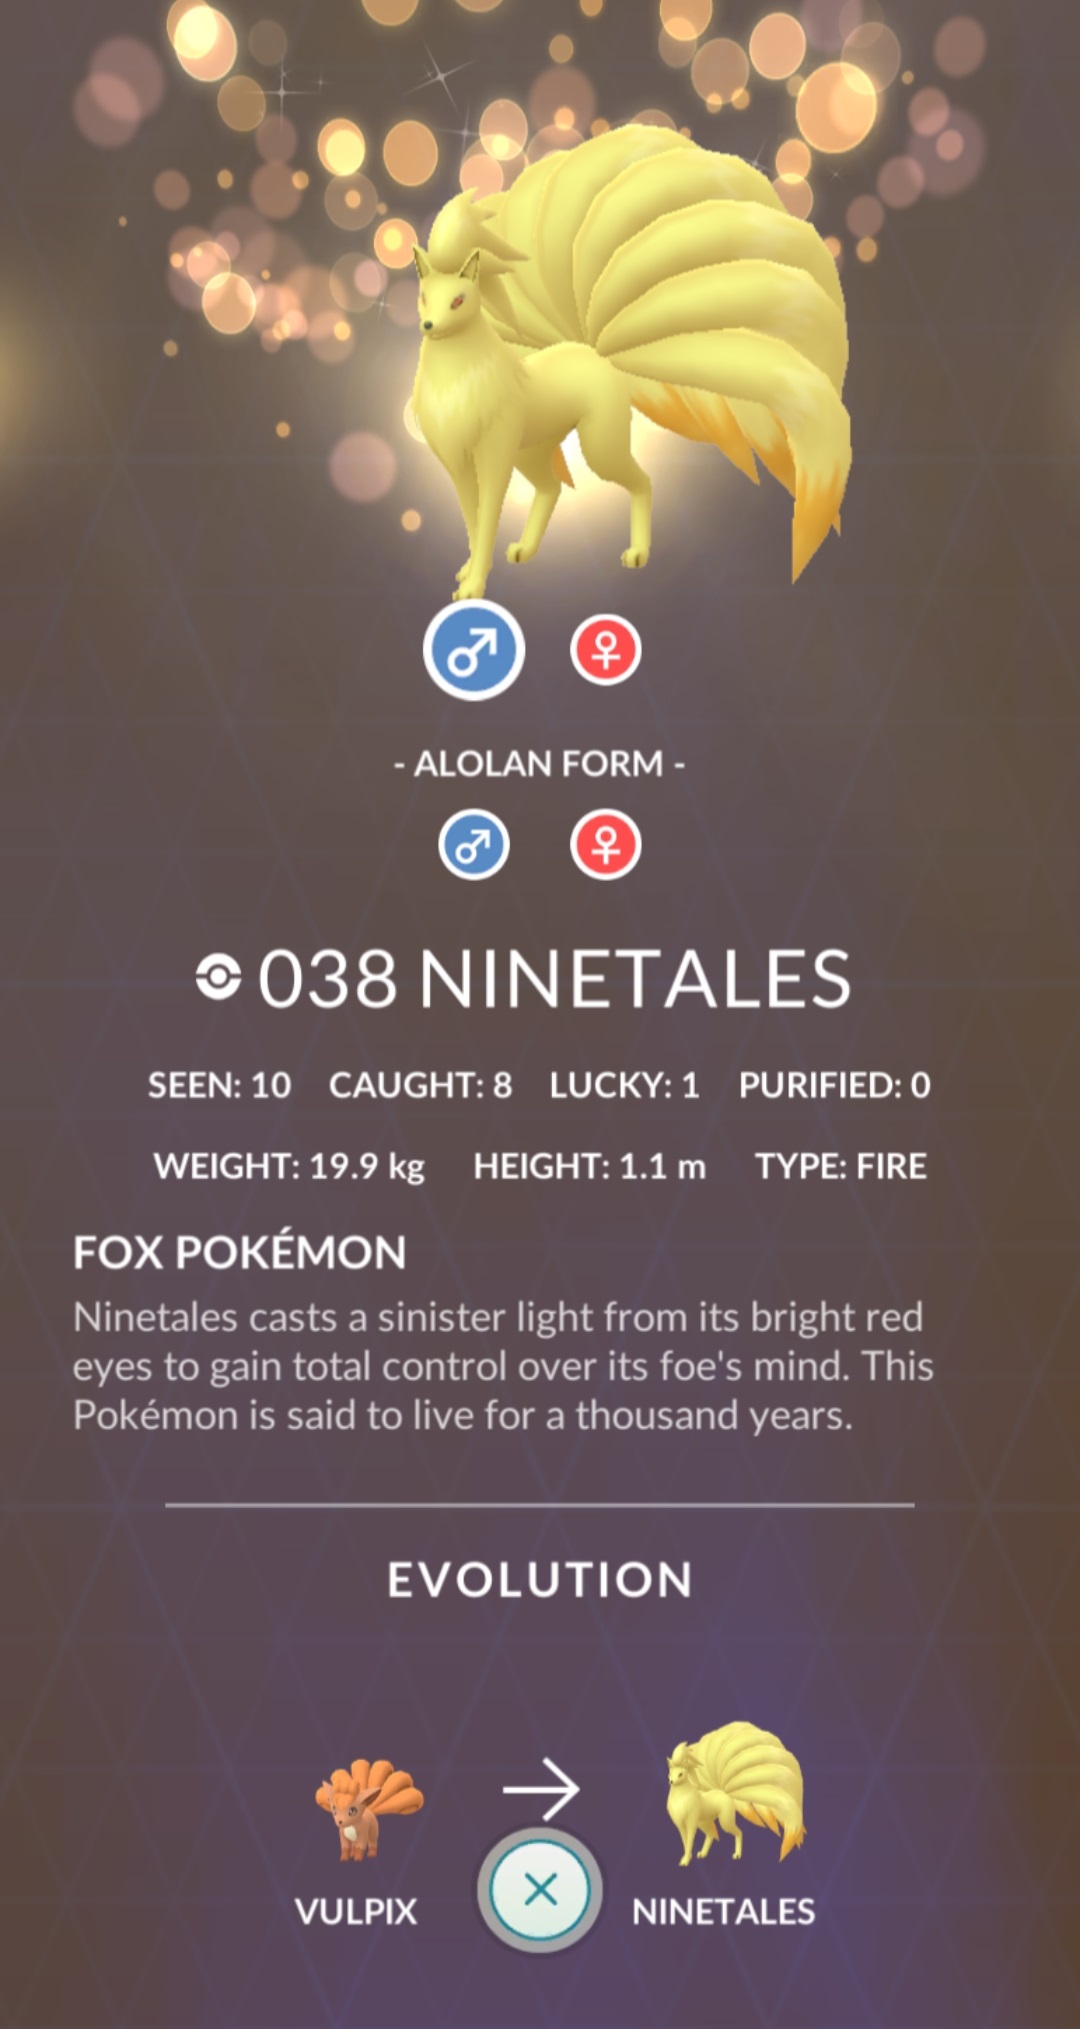 - ALOLAN FORM -
038 NINETALES
SEEN: 10 CAUGHT: 8 LUCKY: 1 PURIFIED: 0
WEIGHT: 19.9 kg HEIGHT: 1.1 m TYPE: FIRE
FOX POKÉMON
Ninetales casts a sinister light from its bright red
eyes to gain total control over its foe's mind. This
Pokémon is said to live for a thousand years.
EVOLUTION
VULPIX NINETALES